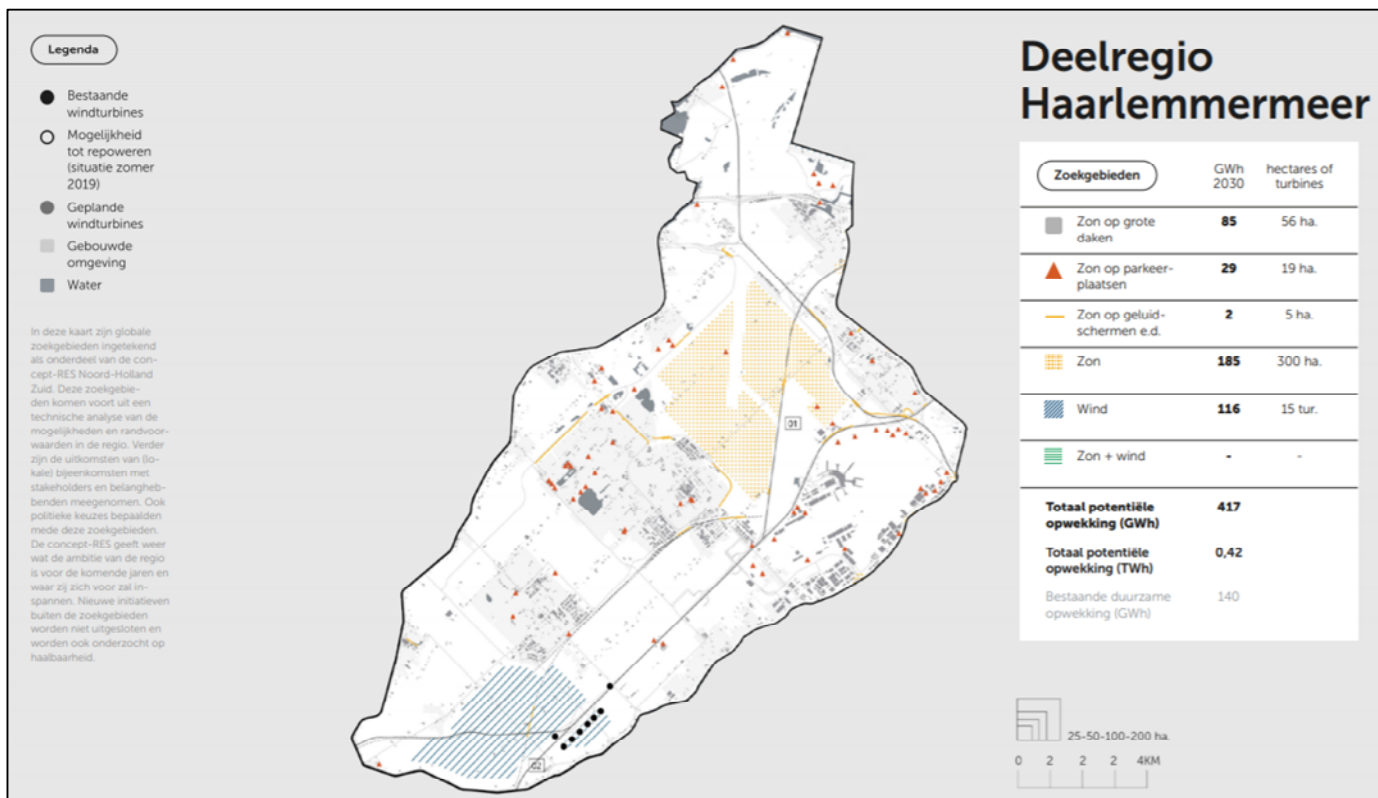 Legenda
Bestaande
windturbines
Mogelijkheid
tot repoweren
(situatie zomer
2019)
Geplande
windturbines
Gebouwde
omgeving
Water
In deze kaart zijn globale
zoekgebieden ingetekend
als onderdeel van de con-
cept-RES Noord-Holland
Zuid. Deze zoekgebie-
den komen voort uit een
technische analyse van de
mogelijkheden en randvoor-
waarden in de regio. Verder
zijn de uitkomsten van (lo-
kale) bijeenkomsten met
stakeholders en belangheb-
benden meegenomen. Ook
politieke keuzes bepaalden
mede deze zoekgebieden.
De concept-RES geeft weer
wat de ambitie van de regio
is voor de komende jaren en
waar zij zich voor zal in-
spannen. Nieuwe initiatieven
buiten de zoekgebieden
worden niet uitgesloten en
worden ook onderzocht op
haalbaarheid.
01
02
Deelregio
Haarlemmermeer
Zoekgebieden GWh 2030 hectares of turbines
Zon op grote daken 85 56 ha.
Zon op parkeer-plaatsen 29 19 ha.
Zon op geluid-schermen e.d. 2 5 ha.
Zon 185 300 ha.
Wind 116 15 tur.
Zon + wind - -
Totaal potentiële opwekking (GWh) 417
Totaal potentiële opwekking (TWh) 0,42
Bestaande duurzame opwekking (GWh) 140
25-50-100-200 ha.
0 2 2 2 4KM